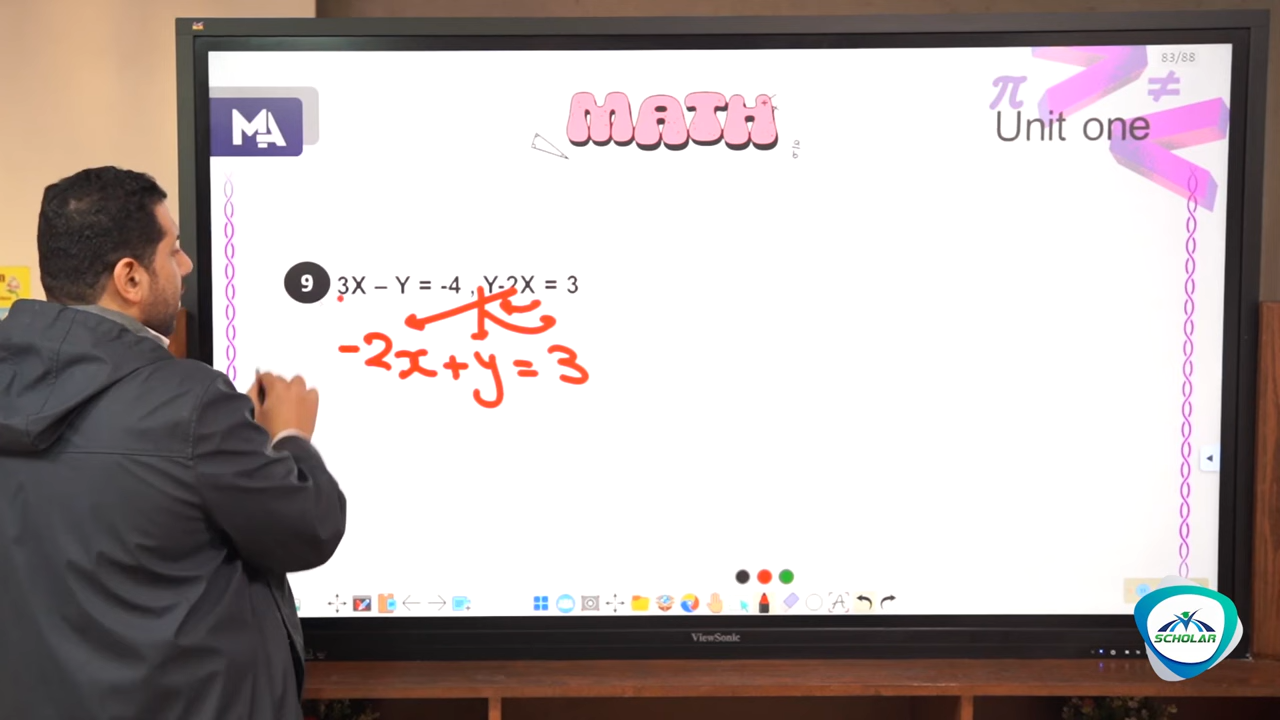 83/88
MA
MATH
π ≠
Unit one
9 3X – Y = -4 , Y-2X = 3
-2x+y=3
ViewSonic
SCHOLAR